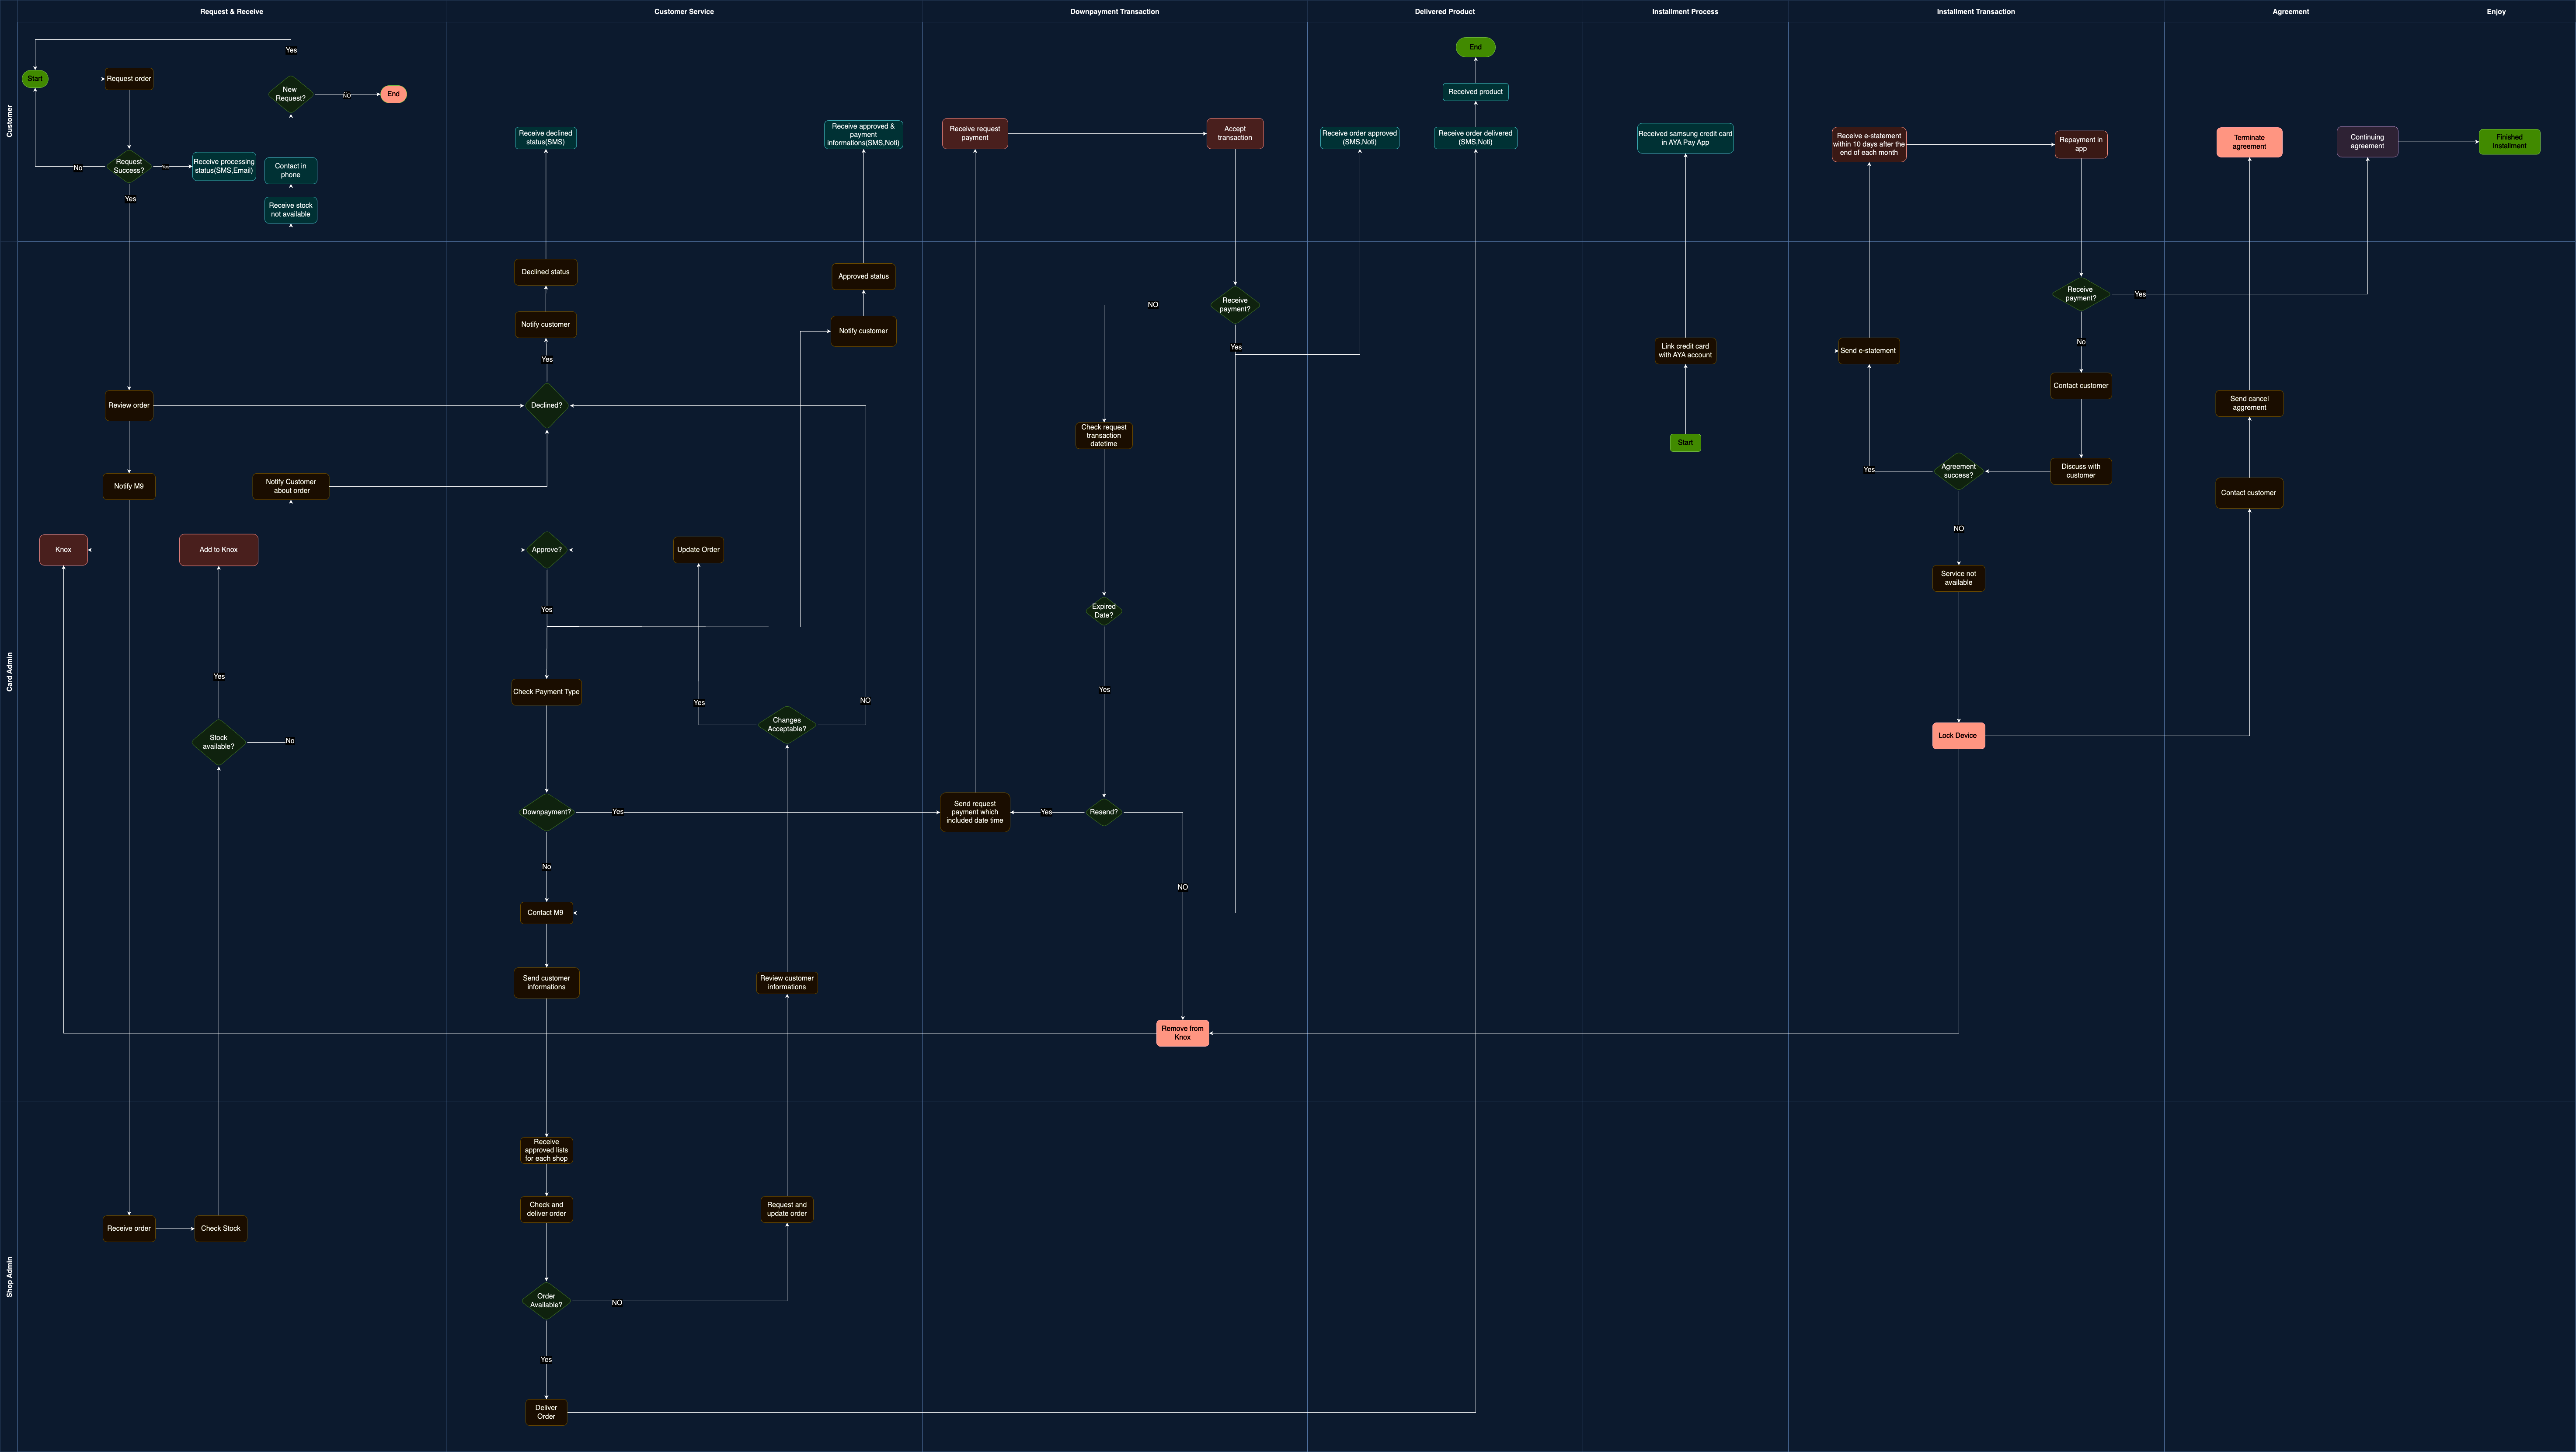 Request & Receive
Customer Service
Downpayment Transaction
Delivered Product
Installment Process
Installment Transaction
Agreement
Enjoy
Customer
Start
Request order
Yes
New
Request?
NO
End
Request
Success?
No
Yes
Yes
Receive processing
status(SMS,Email)
Contact in
phone
Receive stock
not available
Receive declined
status(SMS)
Receive approved &
payment
informations(SMS,Noti)
Receive request
payment
Accept
transaction
End
Received product
Receive order approved
(SMS,Noti)
Receive order delivered
(SMS,Noti)
Received samsung credit card
in AYA Pay App
Receive e-statement
within 10 days after the
end of each month
Repayment in
app
Terminate
agreement
Continuing
agreement
Finished
Installment
Card Admin
Review order
Notify M9
Notify Customer
about order
Knox
Add to Knox
Yes
Stock
available?
No
Declined status
Notify customer
Yes
Declined?
Approved status
Notify customer
Approve?
Update Order
Yes
Check Payment Type
Yes
Changes
Acceptable?
NO
Downpayment?
Yes
No
Contact M9
Send customer
informations
Review customer
informations
Receive
payment?
NO
Yes
Check request
transaction
datetime
Expired
Date?
Yes
Send request
payment which
included date time
Yes
Resend?
NO
Remove from
Knox
Link credit card
with AYA account
Start
Send e-statement
Receive
payment?
Yes
No
Contact customer
Discuss with
customer
Agreement
success?
Yes
NO
Service not
available
Lock Device
Send cancel
aggrement
Contact customer
Shop Admin
Receive order
Check Stock
Receive
approved lists
for each shop
Check and
deliver order
Request and
update order
Order
Available?
NO
Yes
Deliver
Order